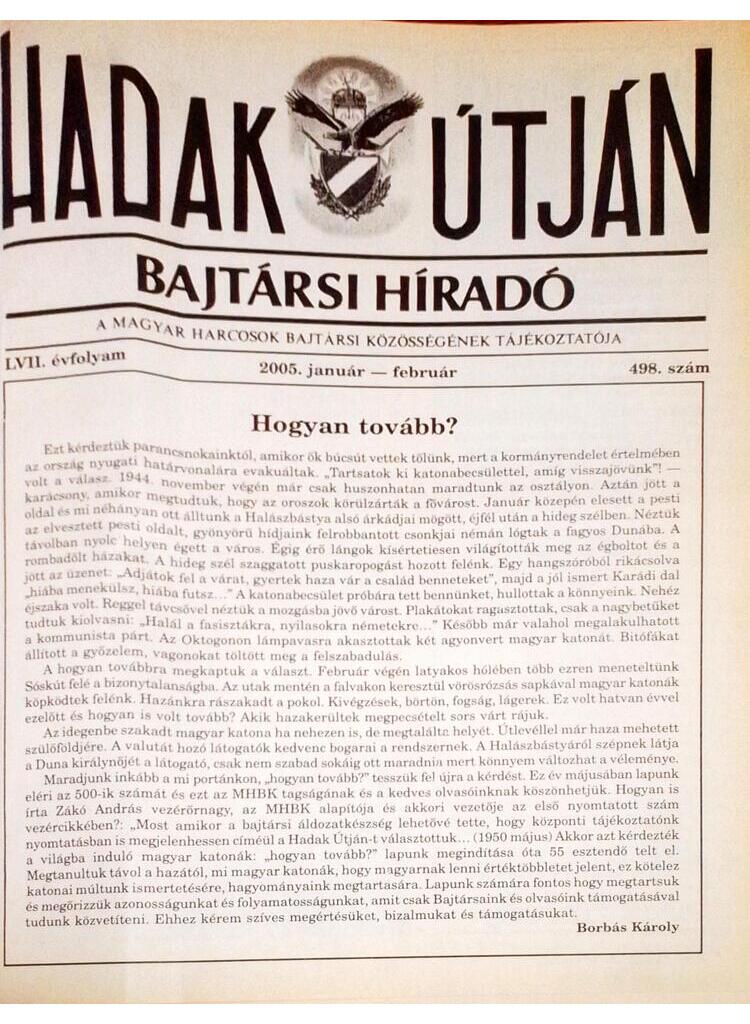 HADAK ÚTJÁN
BAJTÁRSI HÍRADÓ
A MAGYAR HARCOSOK BAJTÁRSI KÖZÖSSÉGÉNEK TÁJÉKOZTATÓJA
LVII. évfolyam 2005. január — február 498. szám
Hogyan tovább?
Ezt kérdeztük parancsnokainktól, amikor ők búcsút vettek tőlünk, mert a kormányrendelet értelmében
az ország nyugati határvonalára evakuáltak. „Tartsatok ki katonabecsülettel, amíg visszajövünk"! —
volt a válasz. 1944. november végén már csak huszonhatan maradtunk az osztályon. Aztán jött a
karácsony, amikor megtudtuk, hogy az oroszok körülzárták a fővárost. Január közepén elesett a pesti
oldal és mi néhányan ott álltunk a Halászbástya alsó árkádjai mögött, éjfél után a hideg szélben. Néztük
az elvesztett pesti oldalt, gyönyörű hídjaink felrobbantott csonkjai némán lógtak a fagyos Dunába. A
távolban nyolc helyen égett a város. Égig érő lángok kísértetiesen világították meg az égboltot és a
rombadőlt házakat. A hideg szél szaggatott puskaropogást hozott felénk. Egy hangszóróból rikácsolva
jött az üzenet: „Adjátok fel a várat, gyertek haza vár a család benneteket", majd a jól ismert Karádi dal
„hiába menekülsz, hiába futsz..." A katonabecsület próbára tett bennünket, hullottak a könnyeink. Nehéz
éjszaka volt. Reggel távcsővel néztük a mozgásba jövő várost. Plakátokat ragasztottak, csak a nagybetűket
tudtuk kiolvasni: „Halál a fasisztákra, nyilasokra németekre..." Később már valahol megalakulhatott
a kommunista párt. Az Oktogonon lámpavasra akasztottak két agyonvert magyar katonát. Bitófákat
állított a győzelem, vagonokat töltött meg a felszabadulás.
A hogyan továbbra megkaptuk a választ. Február végén latyakos hólében több ezren meneteltünk
Sóskút felé a bizonytalanságba. Az utak mentén a falvakon keresztül vörösrózsás sapkával magyar katonák
köpködtek felénk. Hazánkra rászakadt a pokol. Kivégzések, börtön, fogság, lágerek. Ez volt hatvan évvel
ezelőtt és hogyan is volt tovább? Akik hazakerültek megpecsételt sors várt rájuk.
Az idegenbe szakadt magyar katona ha nehezen is, de megtalálta helyét. Útlevéllel már haza mehetett
szülőföldjére. A valutát hozó látogatók kedvenc bogarai a rendszernek. A Halászbástyáról szépnek látja
a Duna királynőjét a látogató, csak nem szabad sokáig ott maradnia mert könnyem változhat a véleménye.
Maradjunk inkább a mi portánkon, „hogyan tovább?" tesszük fel újra a kérdést. Ez év májusában lapunk
eléri az 500-ik számát és ezt az MHBK tagságának és a kedves olvasóinknak köszönhetjük. Hogyan is
írta Zákó András vezérőrnagy, az MHBK alapítója és akkori vezetője az első nyomtatott szám
vezércikkében?: „Most amikor a bajtársi áldozatkészség lehetővé tette, hogy központi tájékoztatónk
nyomtatásban is megjelenhessen címéül a Hadak Útján-t választottuk... (1950 május) Akkor azt kérdezték
a világba induló magyar katonák: „hogyan tovább?" lapunk megindítása óta 55 esztendő telt el.
Megtanultuk távol a hazától, mi magyar katonák, hogy magyarnak lenni értéktöbbletet jelent, ez kötelez
katonai múltunk ismertetésére, hagyományaink megtartasára. Lapunk számára fontos hogy megtartsuk
és megőrizzük azonosságunkat és folyamatosságunkat, amit csak Bajtársaink és olvasóink támogatásával
tudunk közvetíteni. Ehhez kérem szíves megértésüket, bizalmukat és támogatásukat.
Borbás Károly